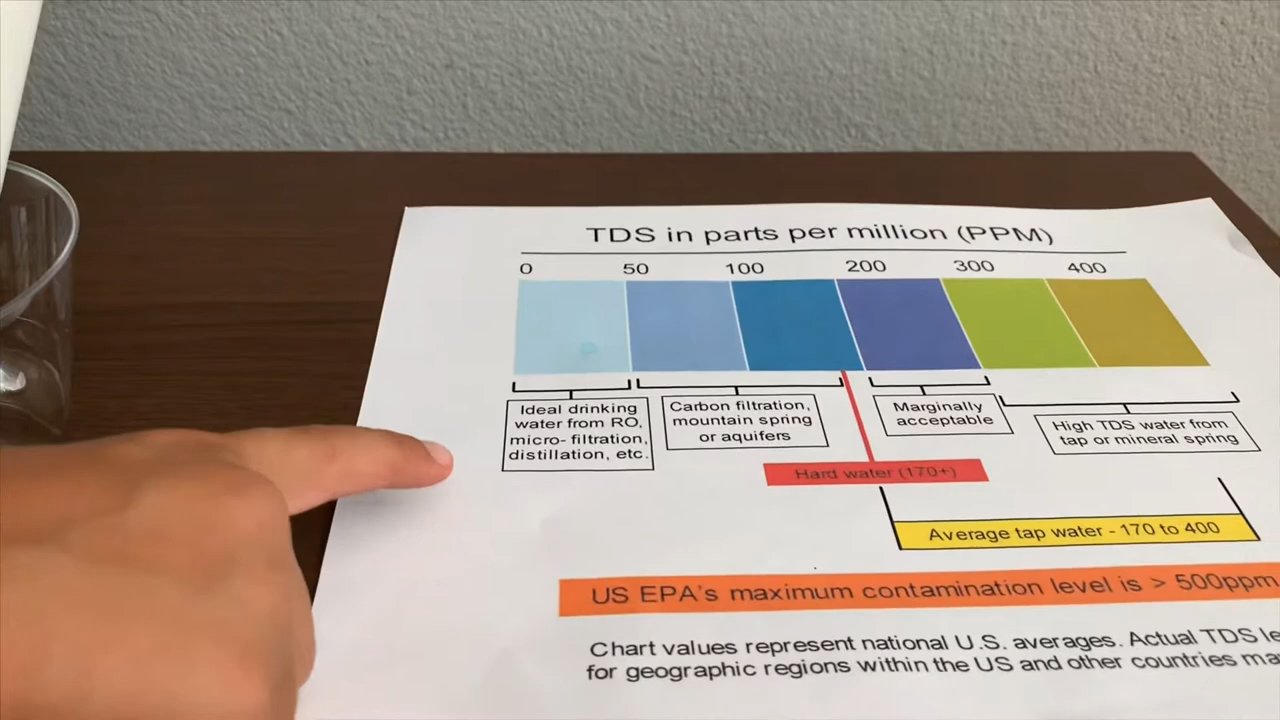 TDS in parts per million (PPM)
0 50 100 200 300 400
Ideal drinking
water from RO,
micro- filtration,
distillation, etc.
Carbon filtration,
mountain spring
or aquifers
Marginally
acceptable
High TDS water from
tap or mineral spring
Hard water (170+)
Average tap water - 170 to 400
US EPA's maximum contamination level is > 500ppm
Chart values represent national U.S. averages. Actual TDS
for geographic regions within the US and other countries